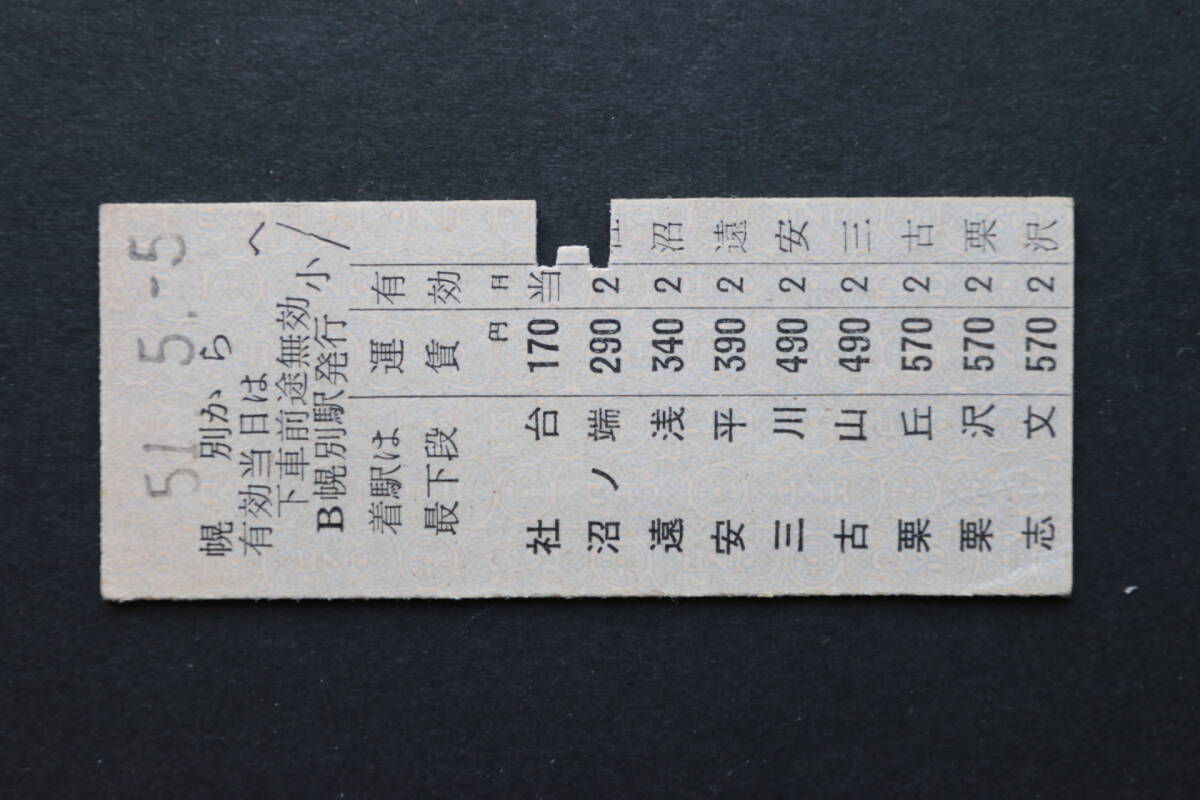 51.5.-5
幌 別から
有効当日は へ
下車前途無効
B幌別駅発行 小
着駅は 運 有
最下段 賃 効
円 円
社 台 170 当
沼ノ端 290 2
遠 浅 340 2 沼
安 平 390 2 遠
三 川 490 2 安
古 山 490 2 三
栗 丘 570 2 古
栗 沢 570 2 栗
志 文 570 2 沢